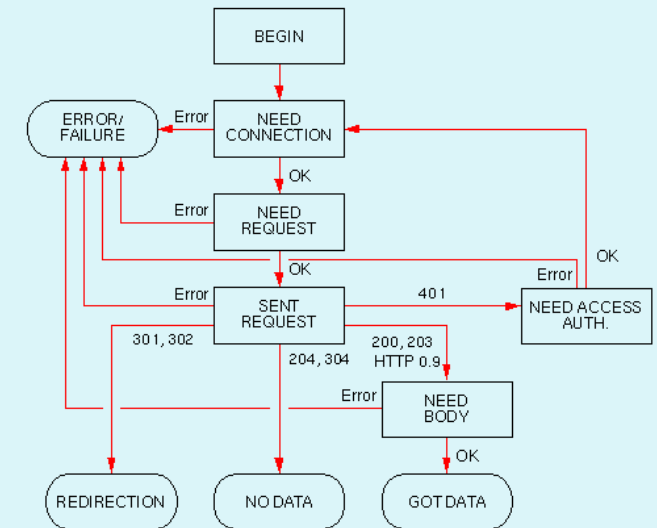 BEGIN
ERROR/
FAILURE
Error
NEED
CONNECTION
OK
Error
NEED
REQUEST
OK
OK
Error
Error
SENT
REQUEST
401
NEED ACCESS
AUTH.
301, 302
204, 304
200, 203
HTTP 0.9
Error
NEED
BODY
OK
REDIRECTION
NO DATA
GOT DATA